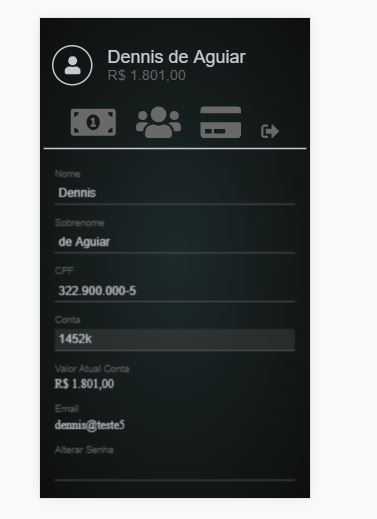 Dennis de Aguiar
R$ 1.801,00
1
Nome
Dennis
Sobrenome
de Aguiar
CPF
322.900.000-5
Conta
1452k
Valor Atual Conta
R$ 1.801,00
Email
dennis@teste5
Alterar Senha